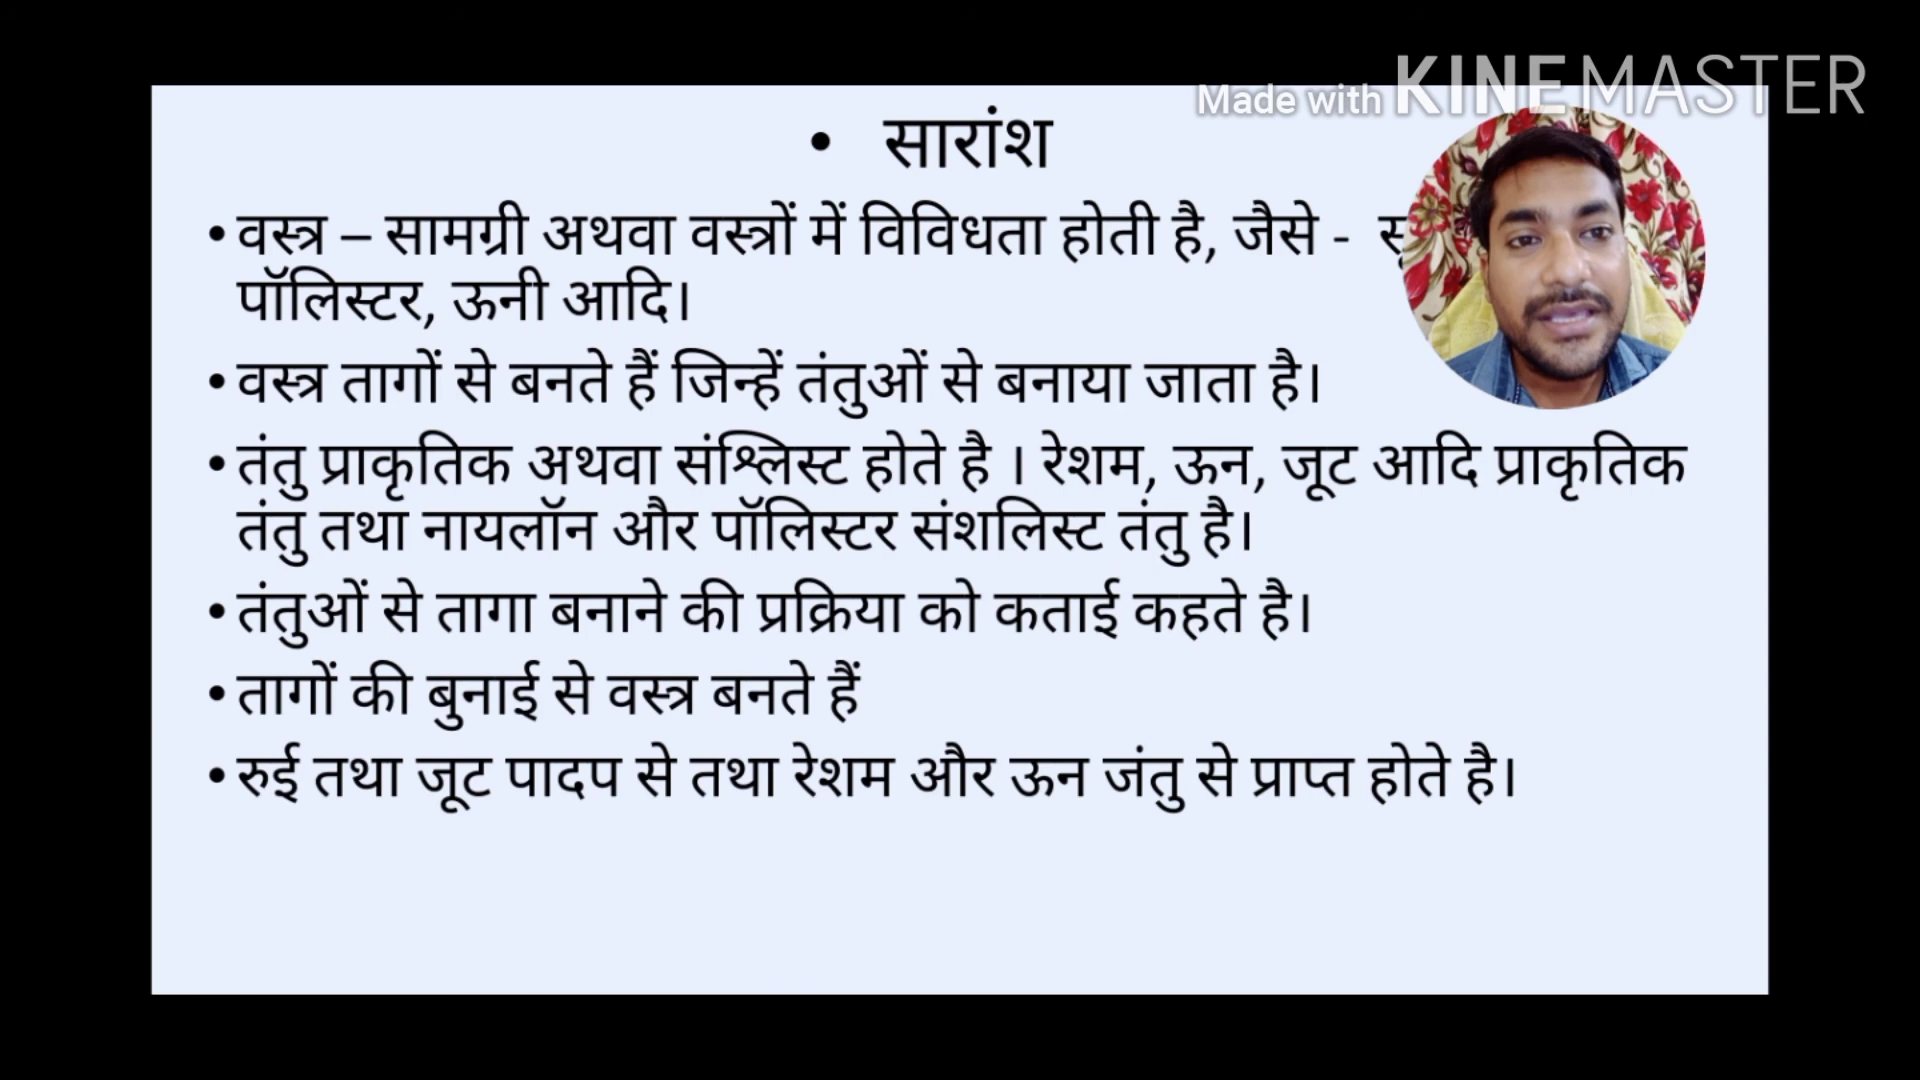 Made with KINEMASTER
• सारांश
• वस्त्र – सामग्री अथवा वस्त्रों में विविधता होती है, जैसे -
पॉलिस्टर, ऊनी आदि।
• वस्त्र तागों से बनते हैं जिन्हें तंतुओं से बनाया जाता है।
• तंतु प्राकृतिक अथवा संश्लिस्ट होते है । रेशम, ऊन, जूट आदि प्राकृतिक
तंतु तथा नायलॉन और पॉलिस्टर संशलिस्ट तंतु है।
• तंतुओं से तागा बनाने की प्रक्रिया को कताई कहते है।
• तागों की बुनाई से वस्त्र बनते हैं
• रुई तथा जूट पादप से तथा रेशम और ऊन जंतु से प्राप्त होते है।